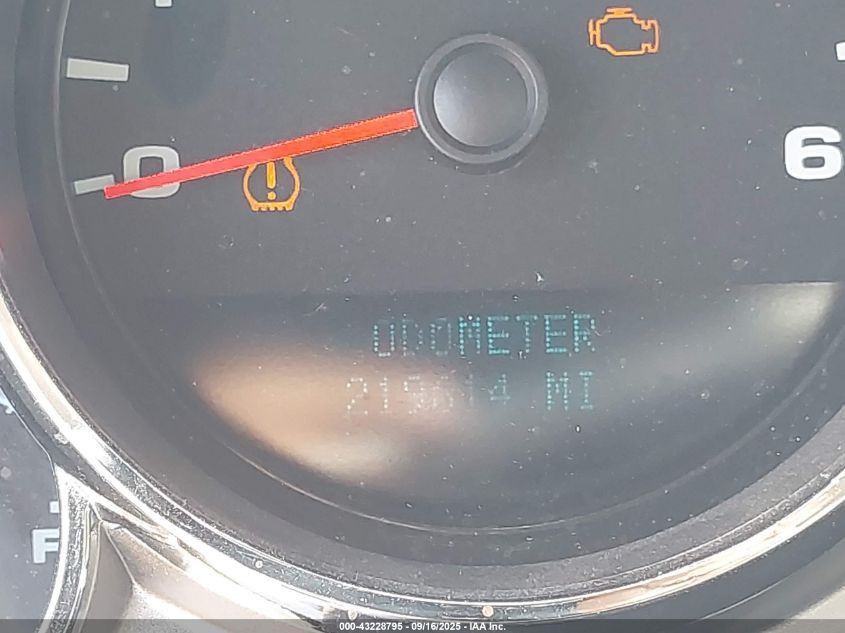 0
6
ODOMETER
MI
F
000-43228795 - 09/16/2025 - IAA Inc.